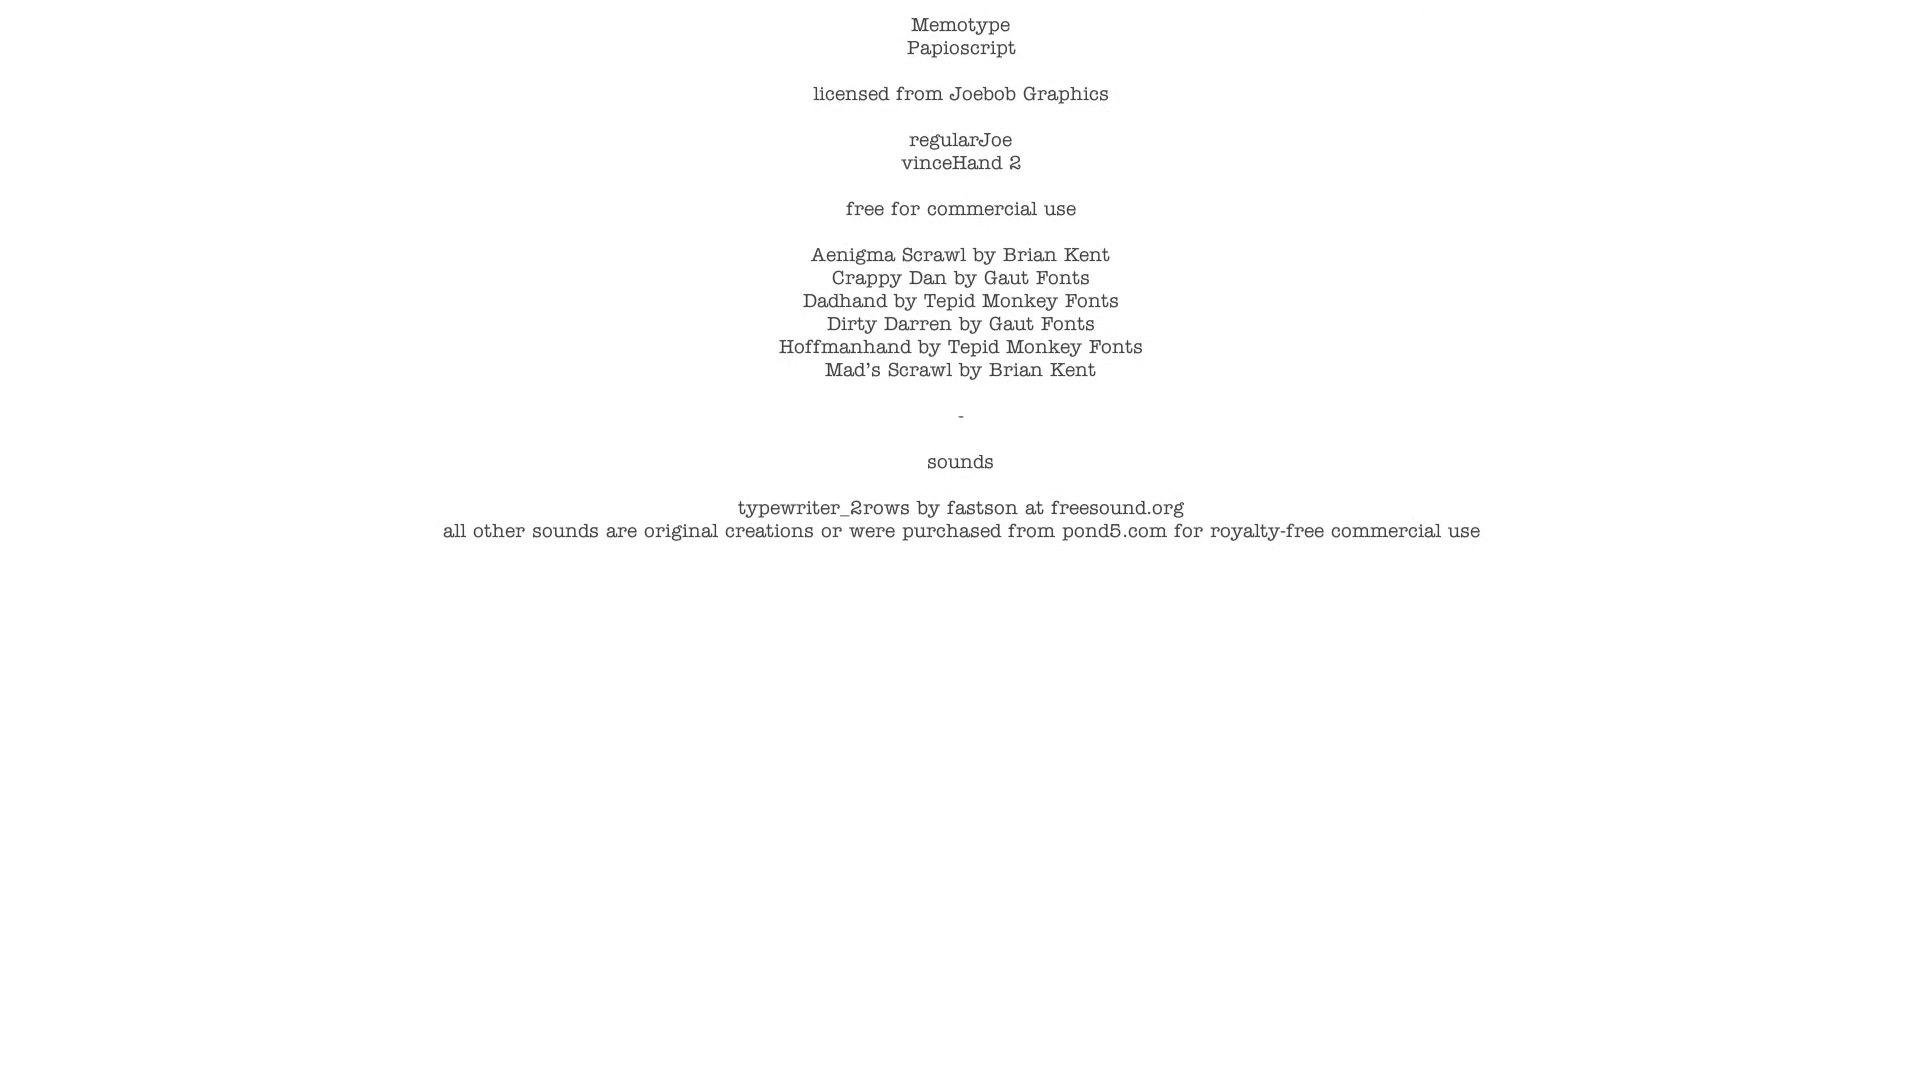 Memotype
Papioscript
licensed from Joebob Graphics
regularJoe
vinceHand 2
free for commercial use
Aenigma Scrawl by Brian Kent
Crappy Dan by Gaut Fonts
Dadhand by Tepid Monkey Fonts
Dirty Darren by Gaut Fonts
Hoffmanhand by Tepid Monkey Fonts
Mad’s Scrawl by Brian Kent
-
sounds
typewriter_2rows by fastson at freesound.org
all other sounds are original creations or were purchased from pond5.com for royalty-free commercial use